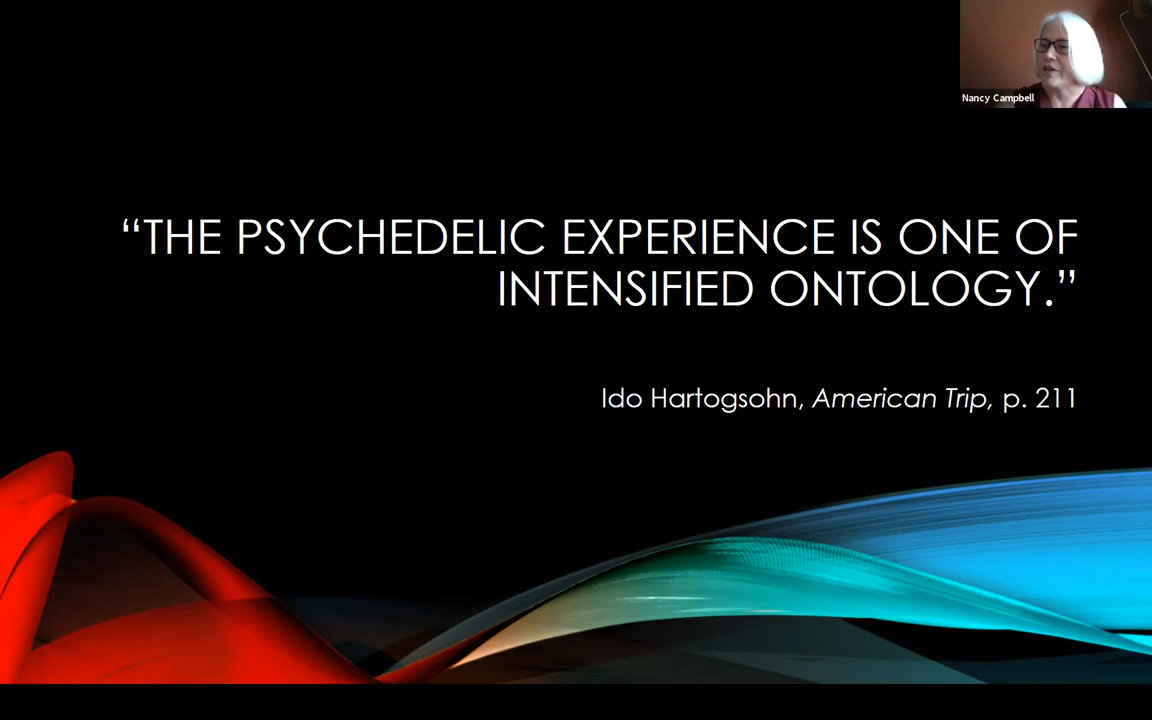 Nancy Campbell
“THE PSYCHEDELIC EXPERIENCE IS ONE OF
INTENSIFIED ONTOLOGY.”
Ido Hartogsohn, American Trip, p. 211